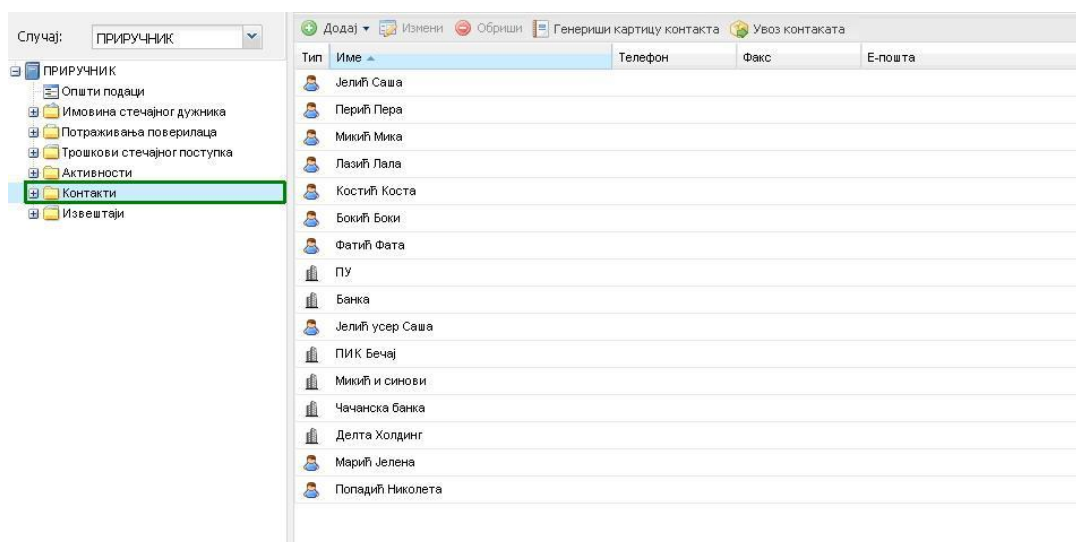 Случај: ПРИРУЧНИК
ПРИРУЧНИК
Општи подаци
Имовина стечајног дужника
Потраживања поверилаца
Трошкови стечајног поступка
Активности
Контакти
Извештаји
Додај Измени Обриши Генериши картицу контакта Увоз контаката
Тип Име Телефон Факс Е-пошта
Јелић Саша
Перић Пера
Микић Мика
Лазић Лала
Костић Коста
Бокић Боки
Фатић Фата
ПУ
Банка
Јелић усер Саша
ПИК Бечај
Микић и синови
Чачанска банка
Делта Холдинг
Марић Јелена
Попадић Николета